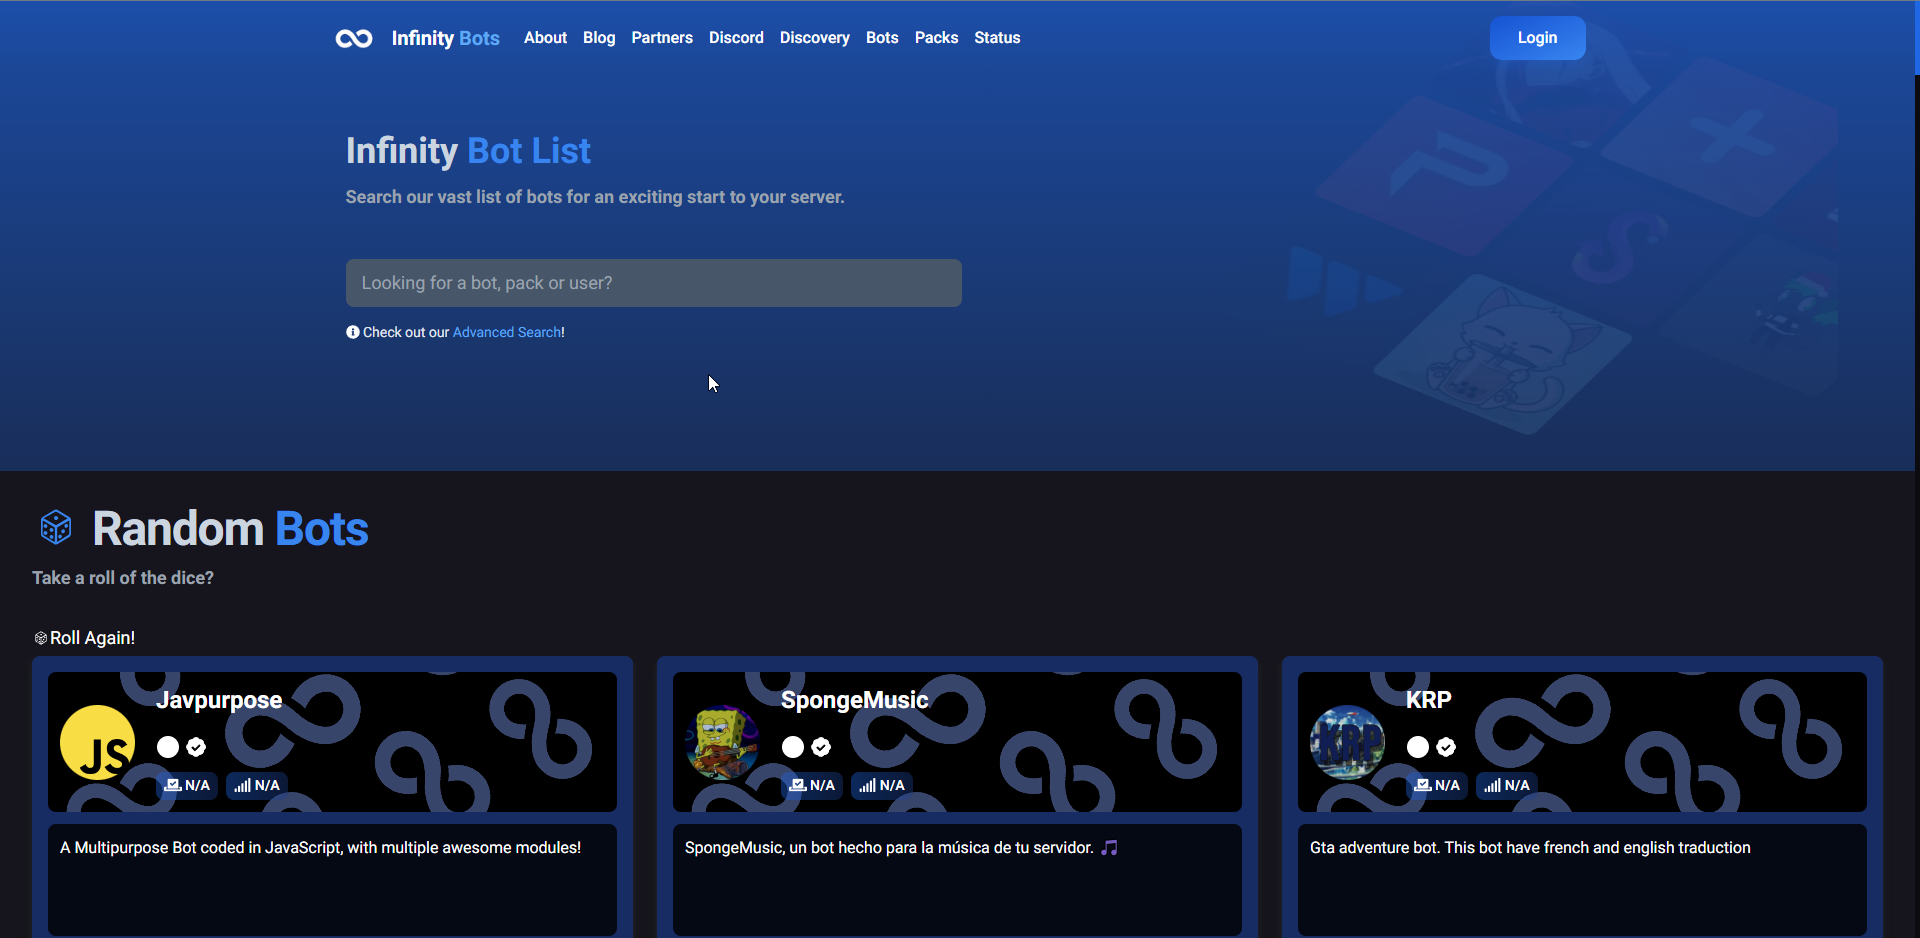 Infinity Bots About Blog Partners Discord Discovery Bots Packs Status Login
Infinity Bot List
Search our vast list of bots for an exciting start to your server.
Looking for a bot, pack or user?
Check out our Advanced Search!
Random Bots
Take a roll of the dice?
Roll Again!
Javpurpose
JS
N/A N/A
A Multipurpose Bot coded in JavaScript, with multiple awesome modules!
SpongeMusic
N/A N/A
SpongeMusic, un bot hecho para la música de tu servidor. 🎵
KRP
KRP
N/A N/A
Gta adventure bot. This bot have french and english traduction